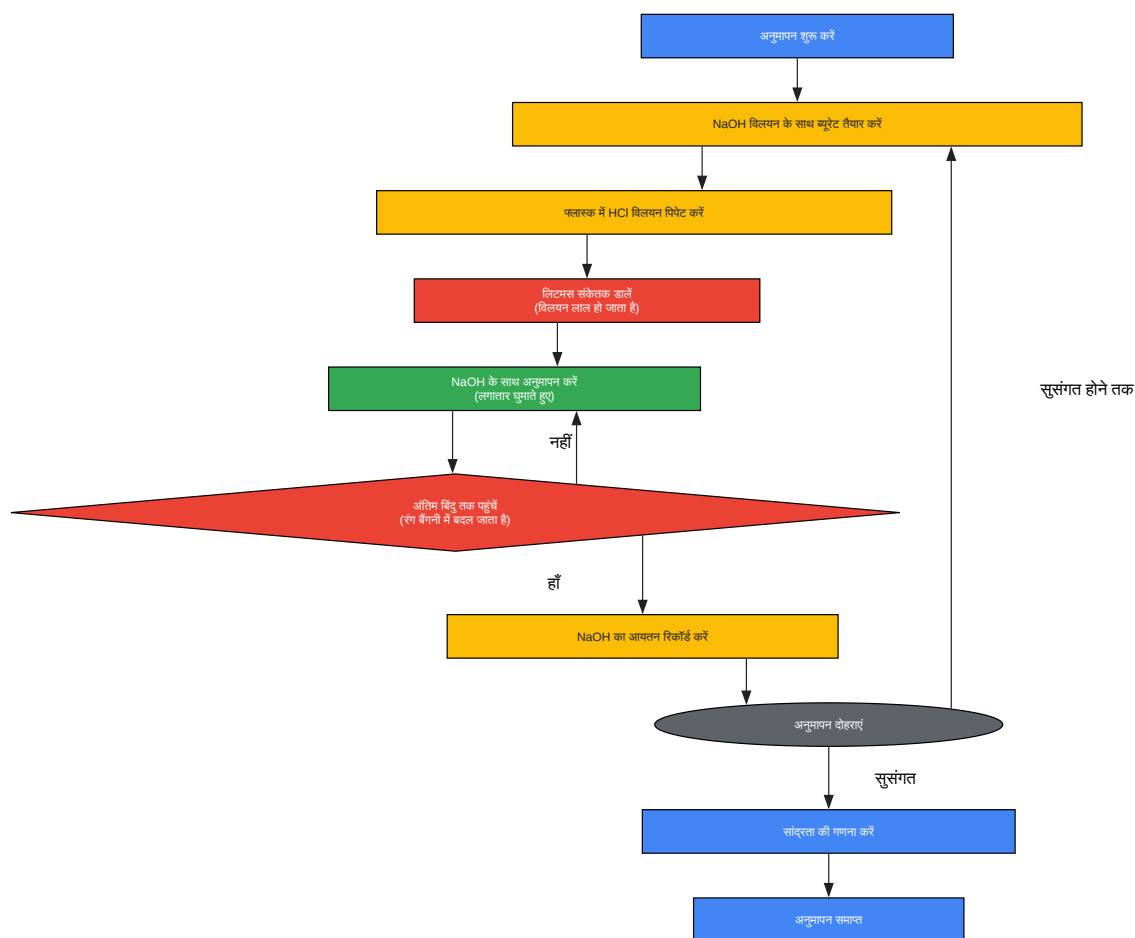 अनुमापन शुरू करें
NaOH विलयन के साथ ब्यूरेट तैयार करें
फ्लास्क में HCl विलयन पिपेट करें
लिटमस संकेतक डालें
(विलयन लाल हो जाता है)
NaOH के साथ अनुमापन करें
(लगातार घुमाते हुए)
सुसंगत होने तक
नहीं
अंतिम बिंदु तक पहुंचें
(रंग बैंगनी में बदल जाता है)
हाँ
NaOH का आयतन रिकॉर्ड करें
अनुमापन दोहराएं
सुसंगत
सांद्रता की गणना करें
अनुमापन समाप्त